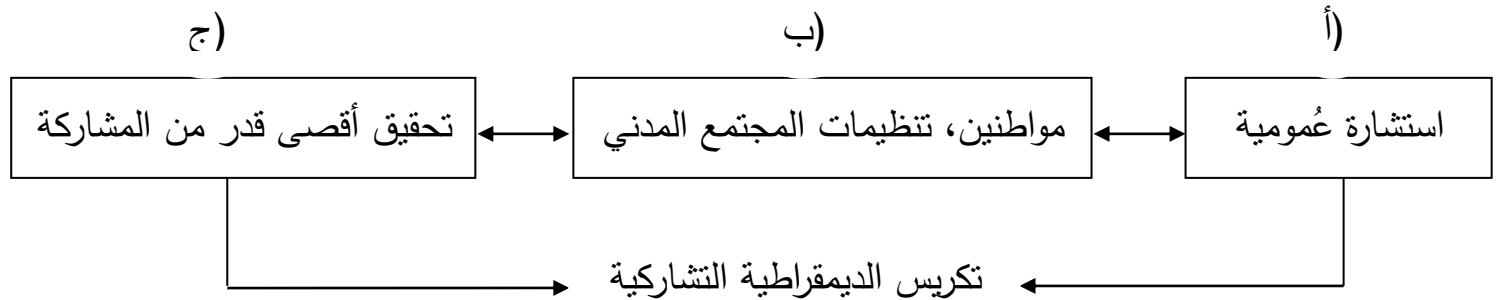 أ)
ب)
ج)
استشارة عُمومية
مواطنين، تنظيمات المجتمع المدني
تحقيق أقصى قدر من المشاركة
تكريس الديمقراطية التشاركية